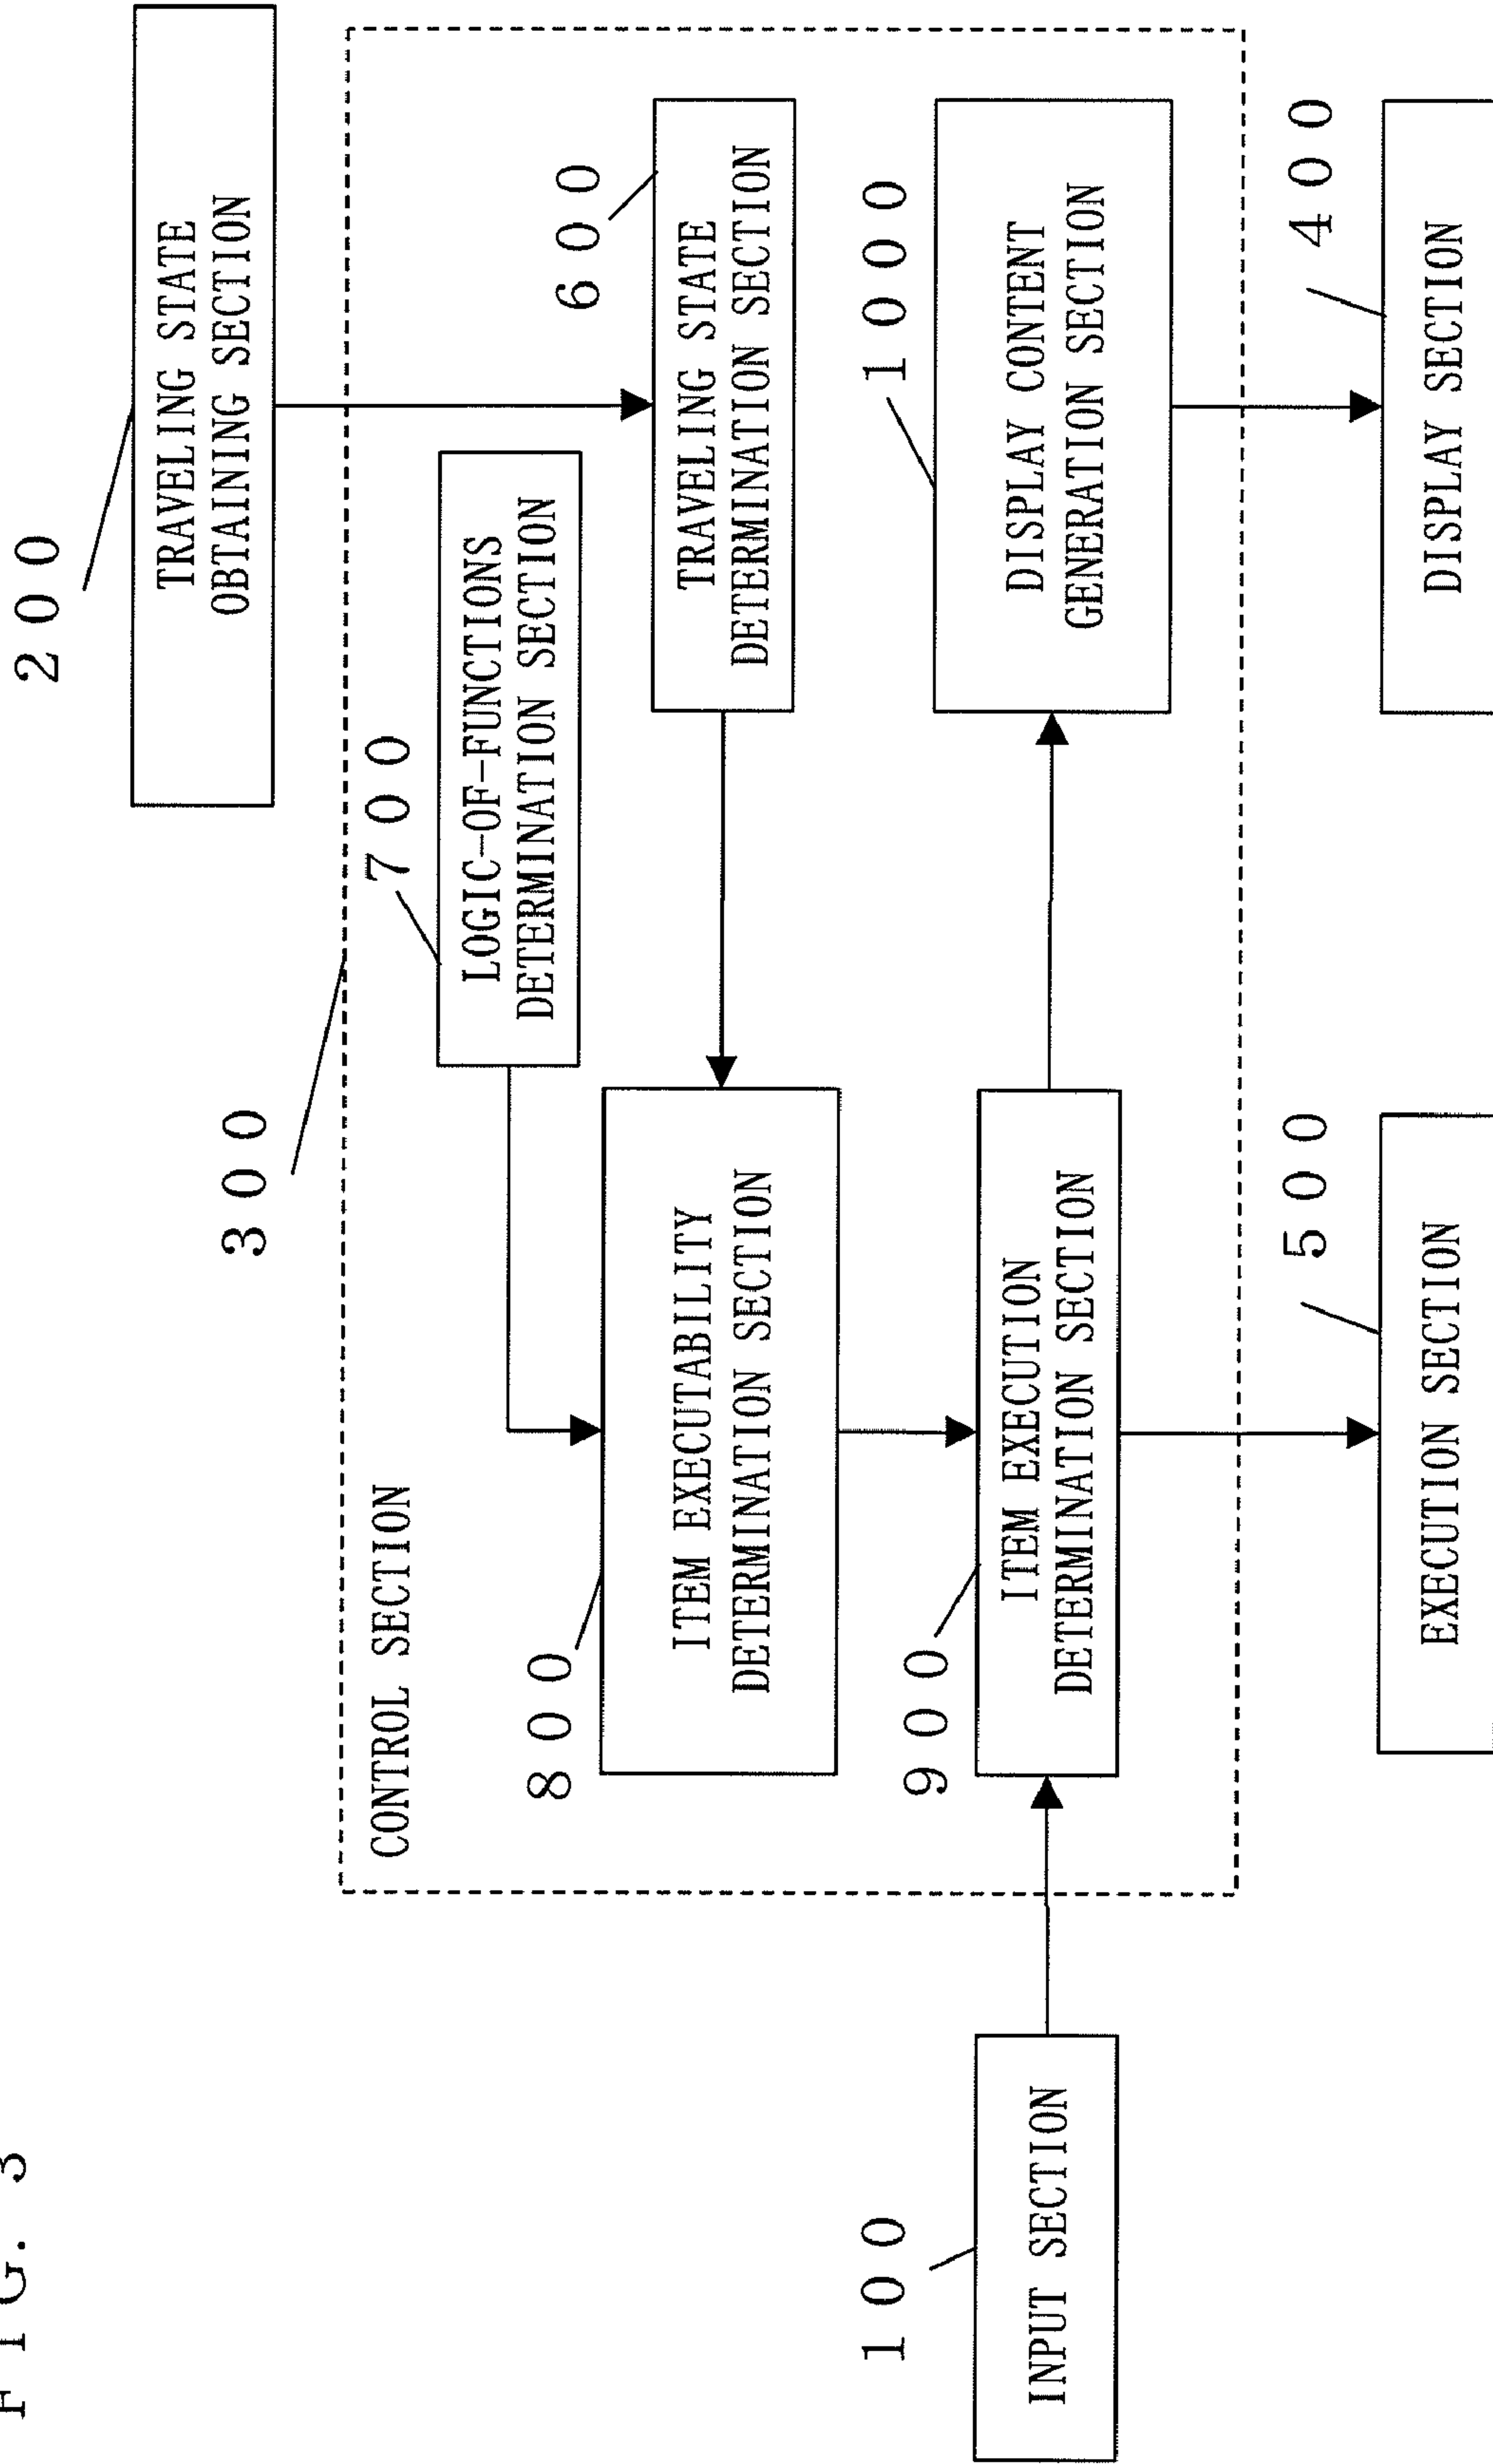 FIG. 3
200
TRAVELING STATE
OBTAINING SECTION
300
CONTROL SECTION
700
LOGIC-OF-FUNCTIONS
DETERMINATION SECTION
800
ITEM EXECUTABILITY
DETERMINATION SECTION
600
TRAVELING STATE
DETERMINATION SECTION
100
INPUT SECTION
900
ITEM EXECUTION
DETERMINATION SECTION
1000
DISPLAY CONTENT
GENERATION SECTION
500
EXECUTION SECTION
400
DISPLAY SECTION